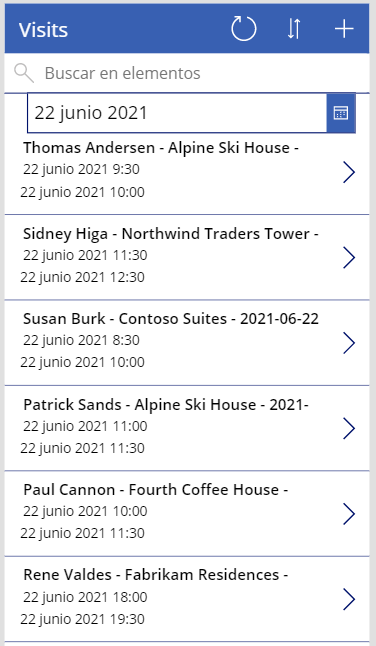 Visits
Buscar en elementos
22 junio 2021
Thomas Andersen - Alpine Ski House -
22 junio 2021 9:30
22 junio 2021 10:00
Sidney Higa - Northwind Traders Tower -
22 junio 2021 11:30
22 junio 2021 12:30
Susan Burk - Contoso Suites - 2021-06-22
22 junio 2021 8:30
22 junio 2021 10:00
Patrick Sands - Alpine Ski House - 2021-
22 junio 2021 11:00
22 junio 2021 11:30
Paul Cannon - Fourth Coffee House -
22 junio 2021 10:00
22 junio 2021 11:30
Rene Valdes - Fabrikam Residences -
22 junio 2021 18:00
22 junio 2021 19:30